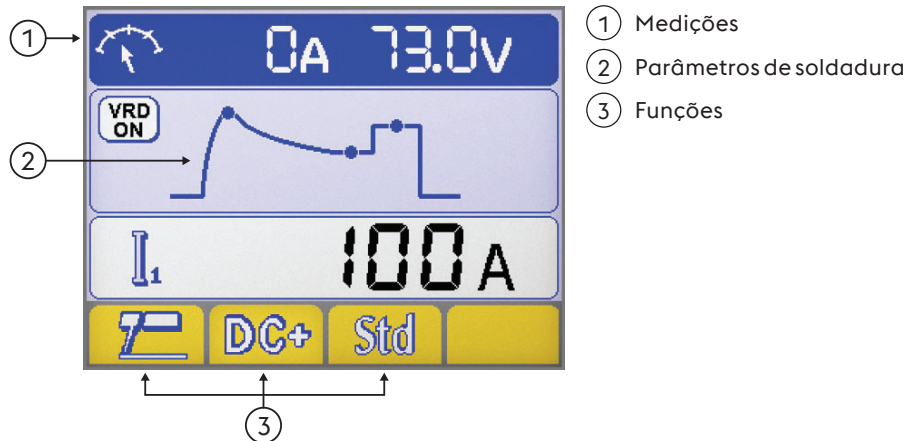 1 0A 73.0V
1 Medições
2 Parâmetros de soldadura
3 Funções
VRD
ON
2
I1 100 A
DC+ Std
3